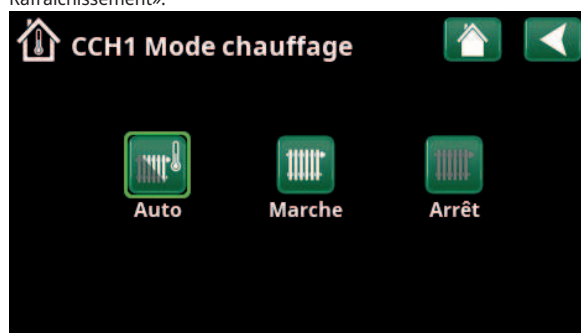 Rafraîchissement».
CCH1 Mode chauffage
Auto Marche Arrêt